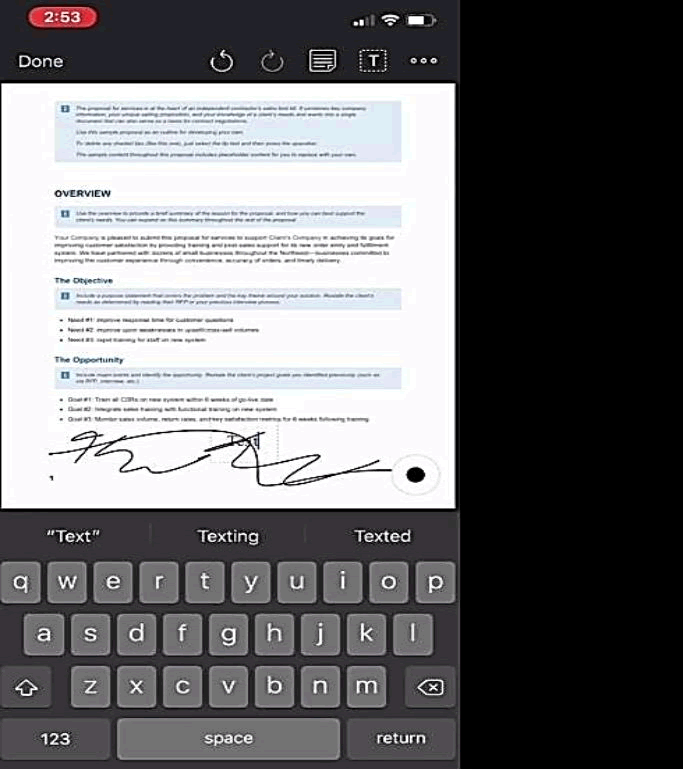 2:53
Done
T
The proposal for services is at the heart of an independent contractor's sales tool kit. It combines key company
information, your unique selling proposition, and your knowledge of a client's needs and wants into a single
document that can also serve as a basis for contract negotiations.
Use this sample proposal as an outline for developing your own.
To delete any shaded tips (like this one), just select the tip text and then press the spacebar.
The sample content throughout this proposal includes placeholder content for you to replace with your own.
OVERVIEW
Use the overview to provide a brief summary of the reason for the proposal, and how you can best support the
client's needs. You can expand on this summary throughout the rest of the proposal
Your Company is pleased to submit this proposal for services to support Client's Company in achieving its goals for
improving customer satisfaction by providing training and post-sales support for its new order entry and fulfillment
system. We have partnered with dozens of small businesses throughout the Northeast—businesses committed to
improving the customer experience through convenience, accuracy of orders, and timely delivery.
The Objective
Include a purpose statement that covers the problem and the key theme around your solution. Restate the client's
needs as determined by reading their RFP or your previous interview process.
• Need #1: improve response time for customer questions
• Need #2: improve upon weaknesses in upsell/cross-sell volumes
• Need #3: rapid training for staff on new system
The Opportunity
Include main points and identify the opportunity. Restate the client's project goals you identified previously (such as
via RFP, interview, etc.)
• Goal #1: Train all CSRs on new system within 6 weeks of go-live date
• Goal #2: Integrate sales training with functional training on new system
• Goal #3: Monitor sales volume, return rates, and key satisfaction metrics for 6 weeks following training
Text
1
"Text" Texting Texted
q w e r t y u i o p
a s d f g h j k l
z x c v b n m
123 space return